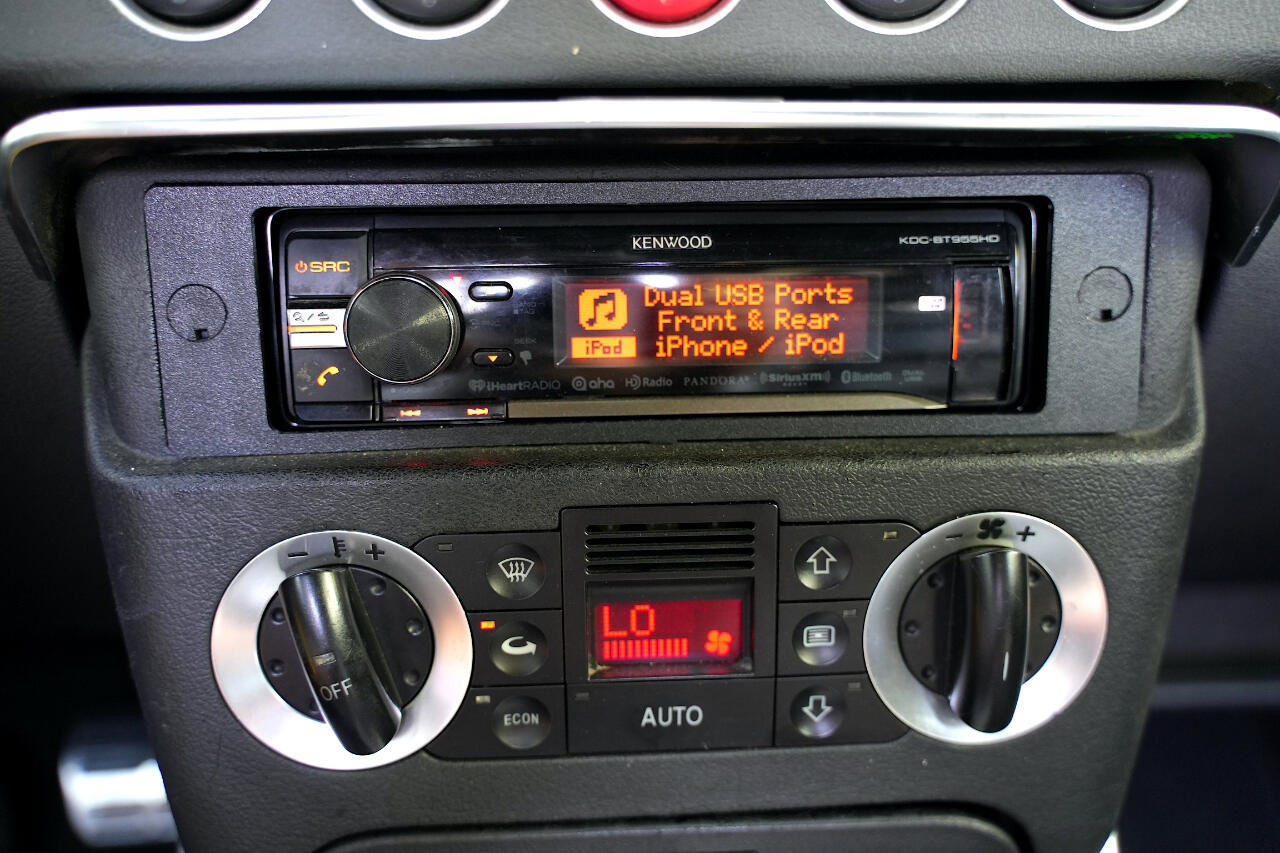 KENWOOD
KDC-BT955HD
SRC
Dual USB Ports
Front & Rear
iPod
iPhone / iPod
iHeartRADIO aha HD Radio PANDORA® SiriusXM Bluetooth
- +
- +
LO
OFF
ECON
AUTO